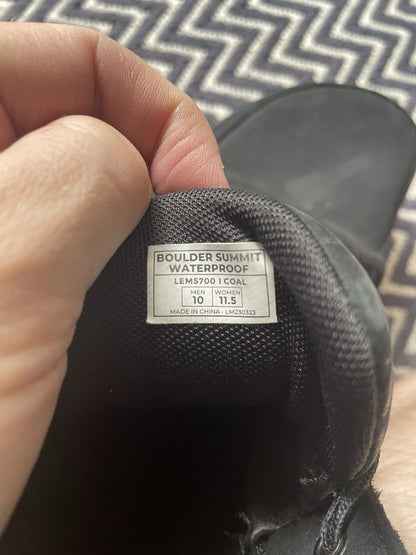 BOULDER SUMMIT
WATERPROOF
LEMS700 | COAL
MEN WOMEN
10 11.5
MADE IN CHINA - LM230323